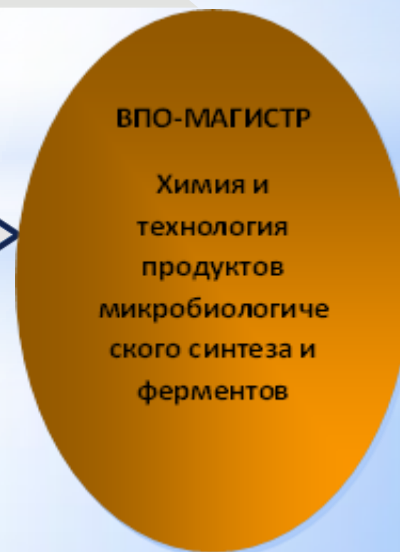 ВПО-МАГИСТР
Химия и
технология
продуктов
микробиологиче
ского синтеза и
ферментов